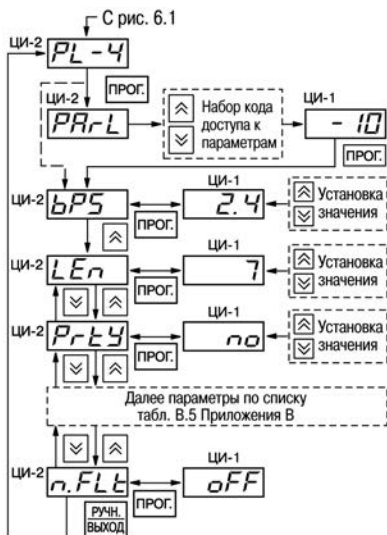 С рис. 6.1
ЦИ-2 PL-4
ПРОГ.
ЦИ-2 PArL
Набор кода
доступа к
параметрам
ЦИ-1 - 10
ПРОГ.
ЦИ-2 bPS
ПРОГ.
ЦИ-1 2.4
Установка
значения
ЦИ-2 LEn
ПРОГ.
ЦИ-1 7
Установка
значения
ЦИ-2 PrtY
ПРОГ.
ЦИ-1 no
Установка
значения
Далее параметры по списку
табл. В.5 Приложения В
ЦИ-2 n.FLt
ПРОГ.
ЦИ-1 oFF
РУЧН.
ВЫХОД